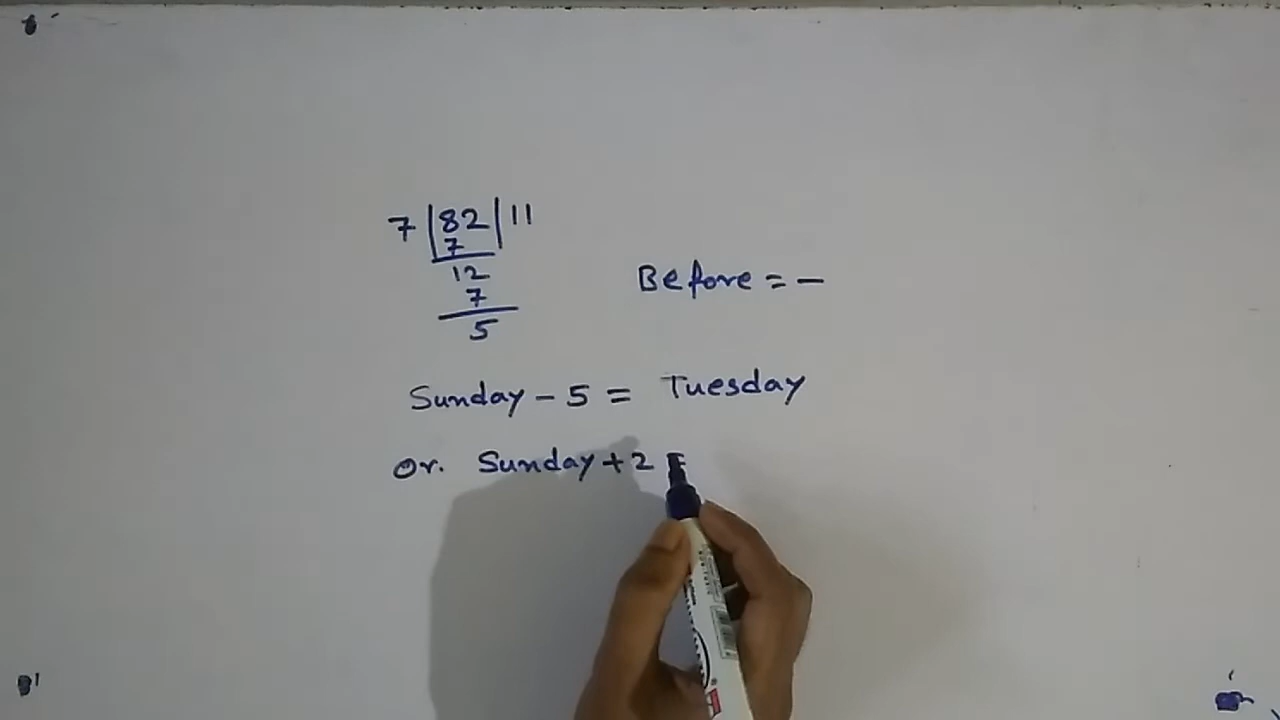 7 | 82 | 11
7
12
7
5
Before = -
Sunday - 5 = Tuesday
Or. Sunday + 2 =